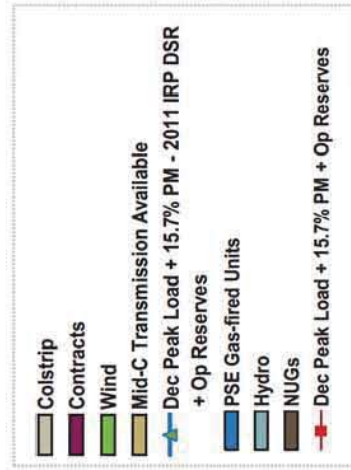 Colstrip
Contracts
Wind
Mid-C Transmission Available
Dec Peak Load + 15.7% PM - 2011 IRP DSR
+ Op Reserves
PSE Gas-fired Units
Hydro
NUGs
Dec Peak Load + 15.7% PM + Op Reserves